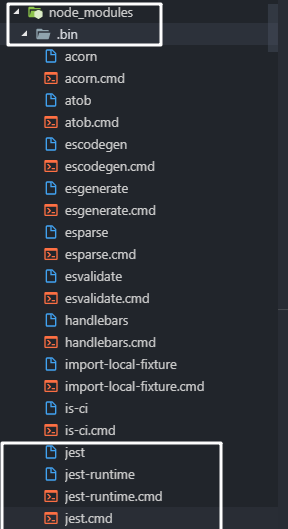 node_modules
.bin
acorn
acorn.cmd
atob
atob.cmd
escodegen
escodegen.cmd
esgenerate
esgenerate.cmd
esparse
esparse.cmd
esvalidate
esvalidate.cmd
handlebars
handlebars.cmd
import-local-fixture
import-local-fixture.cmd
is-ci
is-ci.cmd
jest
jest-runtime
jest-runtime.cmd
jest.cmd